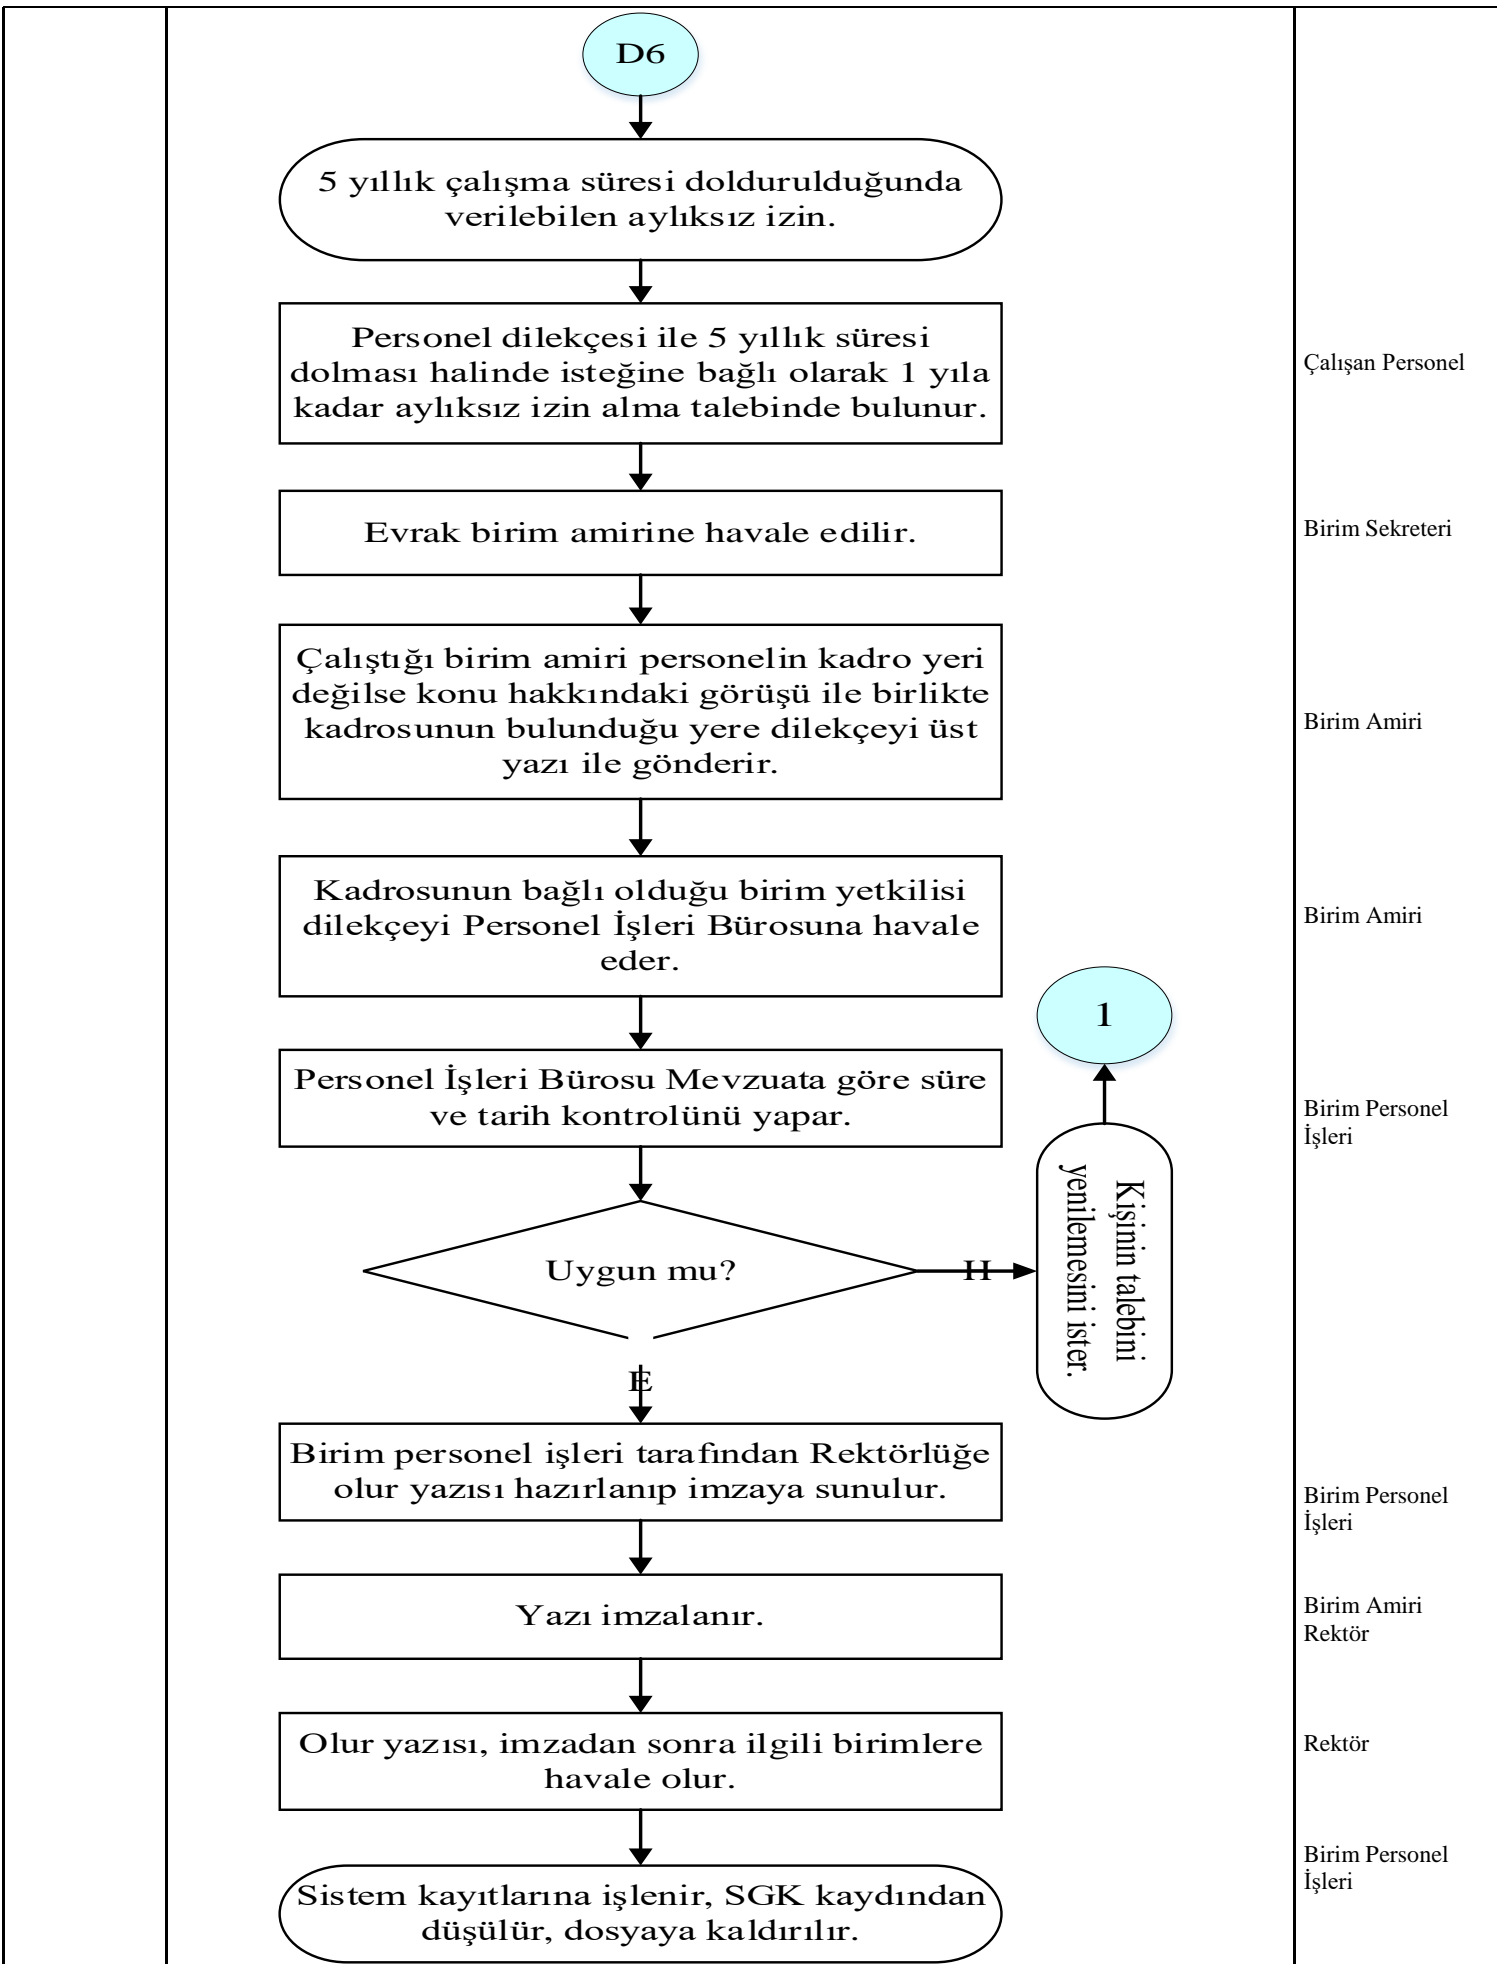 D6
5 yıllık çalışma süresi doldurulduğunda
verilebilen aylıksız izin.
Personel dilekçesi ile 5 yıllık süresi
dolması halinde isteğine bağlı olarak 1 yıla
kadar aylıksız izin alma talebinde bulunur.
Çalışan Personel
Evrak birim amirine havale edilir.
Birim Sekreteri
Çalıştığı birim amiri personelin kadro yeri
değilse konu hakkındaki görüşü ile birlikte
kadrosunun bulunduğu yere dilekçeyi üst
yazı ile gönderir.
Birim Amiri
Kadrosunun bağlı olduğu birim yetkilisi
dilekçeyi Personel İşleri Bürosuna havale
eder.
Birim Amiri
1
Personel İşleri Bürosu Mevzuata göre süre
ve tarih kontrolünü yapar.
Birim Personel
İşleri
Uygun mu?
H
Kişinin talebini
yenilemesini ister.
E
Birim personel işleri tarafından Rektörlüğe
olur yazısı hazırlanıp imzaya sunulur.
Birim Personel
İşleri
Yazı imzalanır.
Birim Amiri
Rektör
Olur yazısı, imzadan sonra ilgili birimlere
havale olur.
Rektör
Sistem kayıtlarına işlenir, SGK kaydından
düşülür, dosyaya kaldırılır.
Birim Personel
İşleri